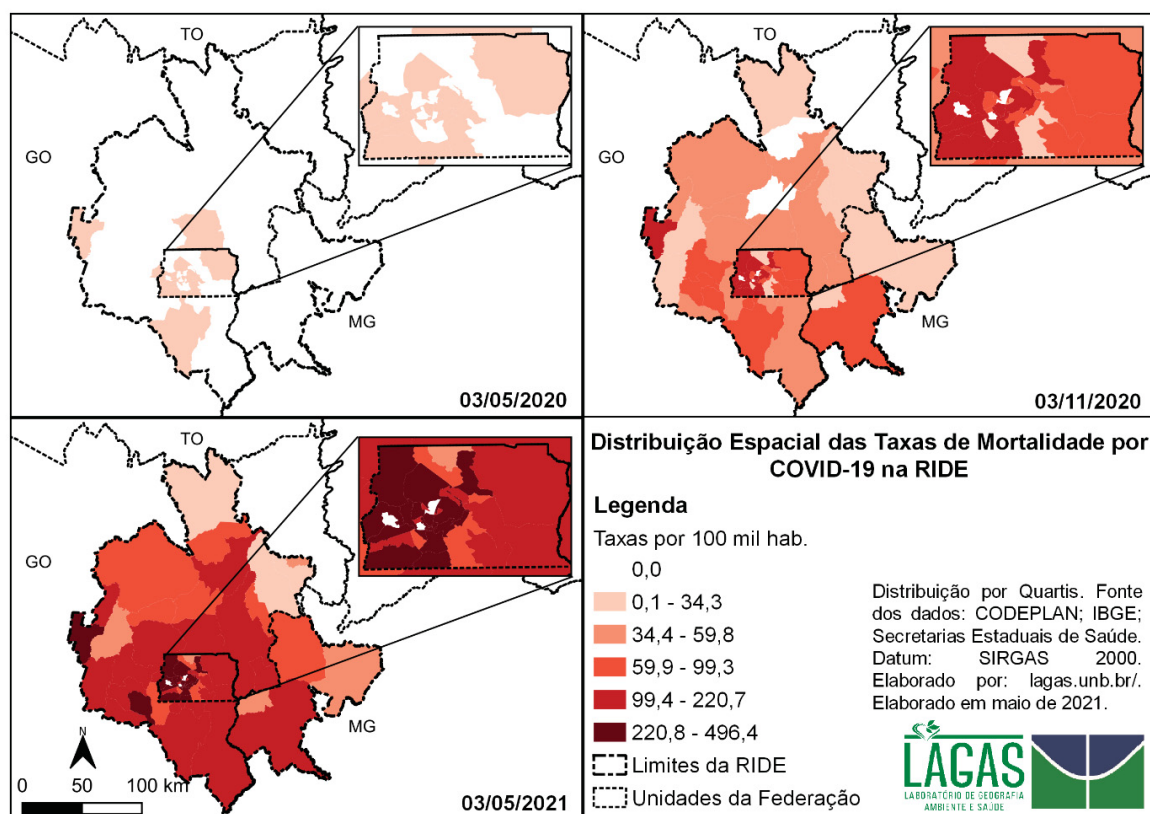 TO
GO
MG
03/05/2020
TO
GO
MG
03/11/2020
TO
GO
MG
N
0 50 100 km
03/05/2021
Distribuição Espacial das Taxas de Mortalidade por
COVID-19 na RIDE
Legenda
Taxas por 100 mil hab.
0,0
0,1 - 34,3
34,4 - 59,8
59,9 - 99,3
99,4 - 220,7
220,8 - 496,4
Limites da RIDE
Unidades da Federação
Distribuição por Quartis. Fonte
dos dados: CODEPLAN; IBGE;
Secretarias Estaduais de Saúde.
Datum: SIRGAS 2000.
Elaborado por: lagas.unb.br/.
Elaborado em maio de 2021.
LAGAS
LABORATÓRIO DE GEOGRAFIA
AMBIENTE E SAÚDE